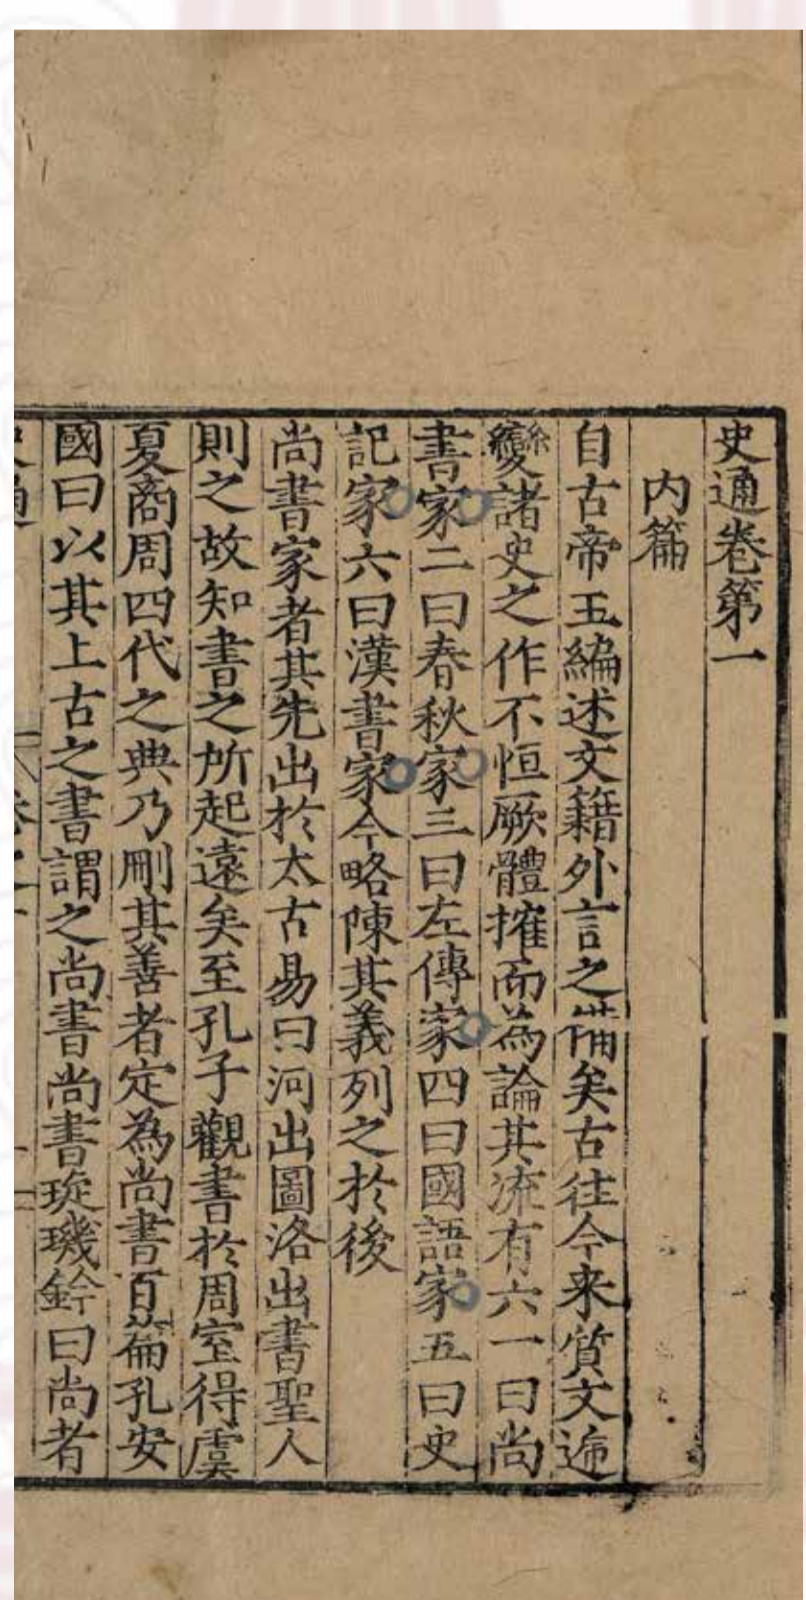 史通卷第一
内篇
自古帝王編述文籍外言之備矣古往今来質文逓
變諸史之作不恒厥體搉而為論其流有六一曰尚
書家二曰春秋家三曰左傳家四曰國語家五曰史
記家六曰漢書家今略陳其義列之於後
尚書家者其先出於太古易曰河出圖洛出書聖人
則之故知書之所起遠矣至孔子觀書於周室得虞
夏商周四代之典乃刪其善者定為尚書百篇孔安
國曰以其上古之書謂之尚書尚書琁璣鈐曰尚者